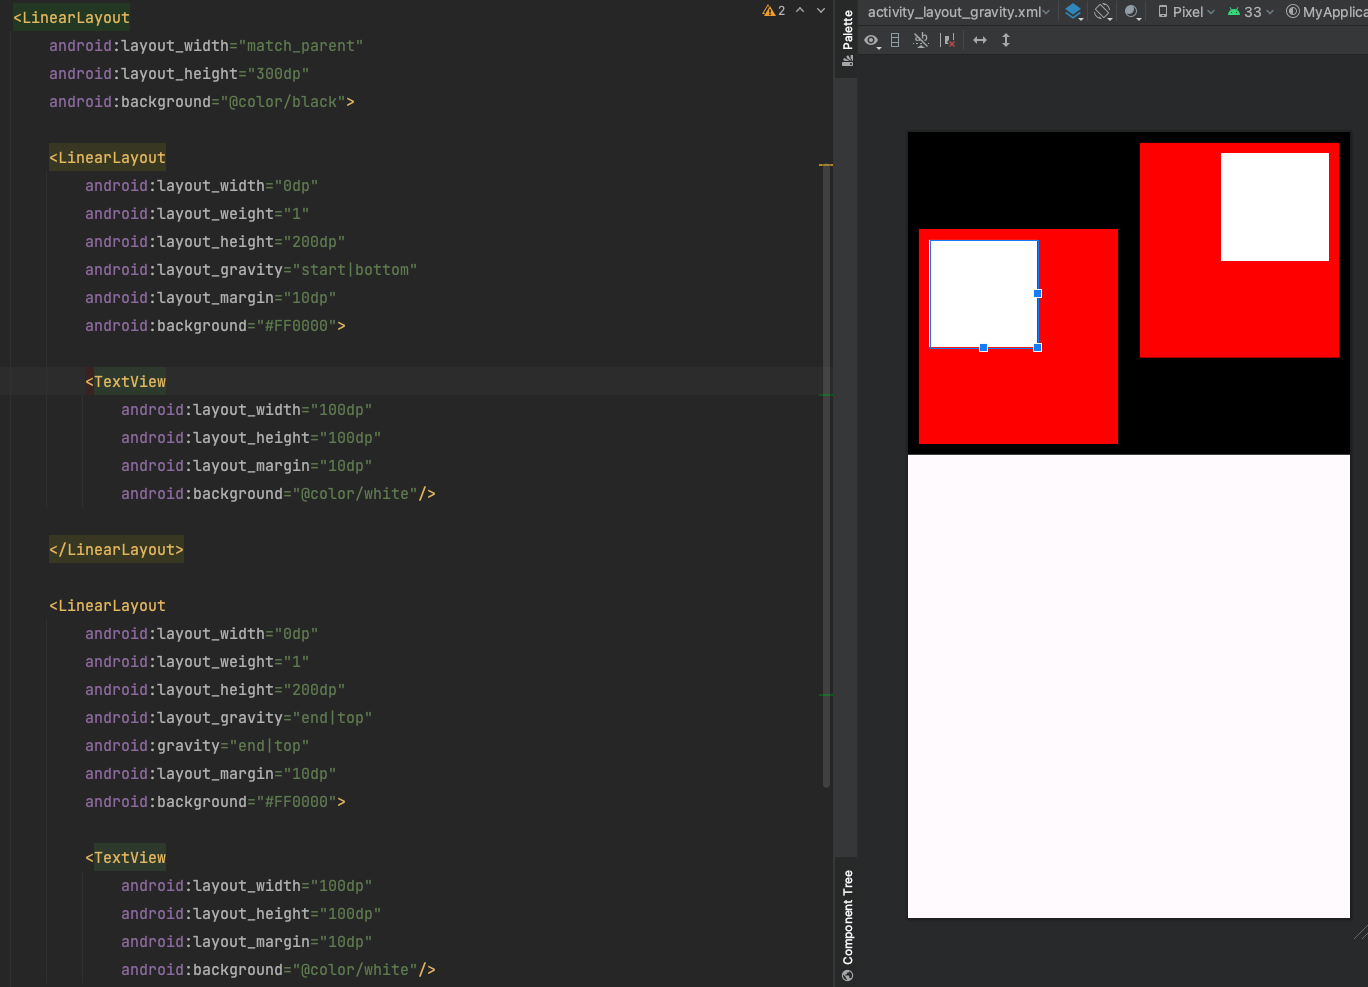 <LinearLayout
android:layout_width="match_parent"
android:layout_height="300dp"
android:background="@color/black">
<LinearLayout
android:layout_width="0dp"
android:layout_weight="1"
android:layout_height="200dp"
android:layout_gravity="start|bottom"
android:layout_margin="10dp"
android:background="#FF0000">
<TextView
android:layout_width="100dp"
android:layout_height="100dp"
android:layout_margin="10dp"
android:background="@color/white"/>
</LinearLayout>
<LinearLayout
android:layout_width="0dp"
android:layout_weight="1"
android:layout_height="200dp"
android:layout_gravity="end|top"
android:gravity="end|top"
android:layout_margin="10dp"
android:background="#FF0000">
<TextView
android:layout_width="100dp"
android:layout_height="100dp"
android:layout_margin="10dp"
android:background="@color/white"/>
2
Palette
Component Tree
activity_layout_gravity.xml Pixel 33 MyApplica